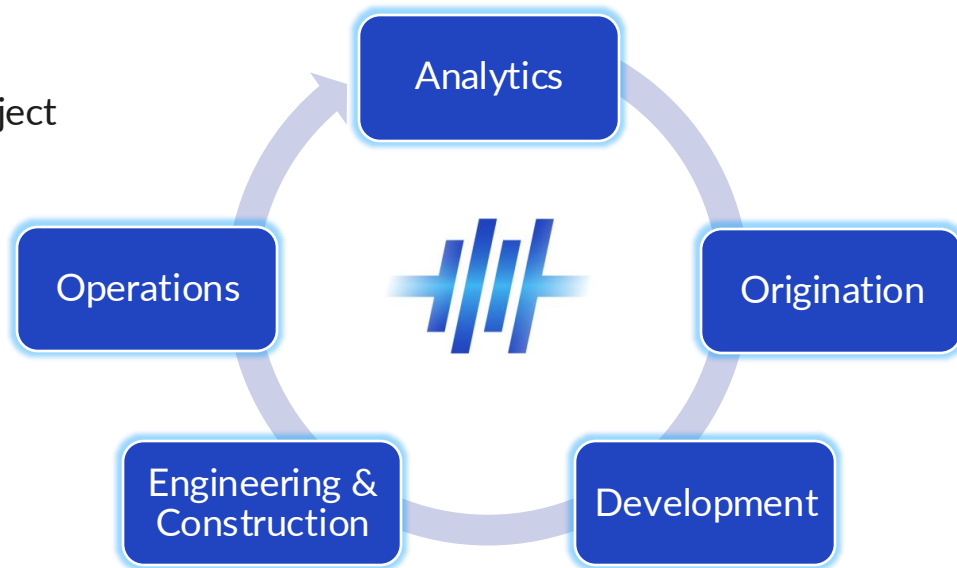 Analytics
ject
Operations
Origination
Engineering &
Construction
Development